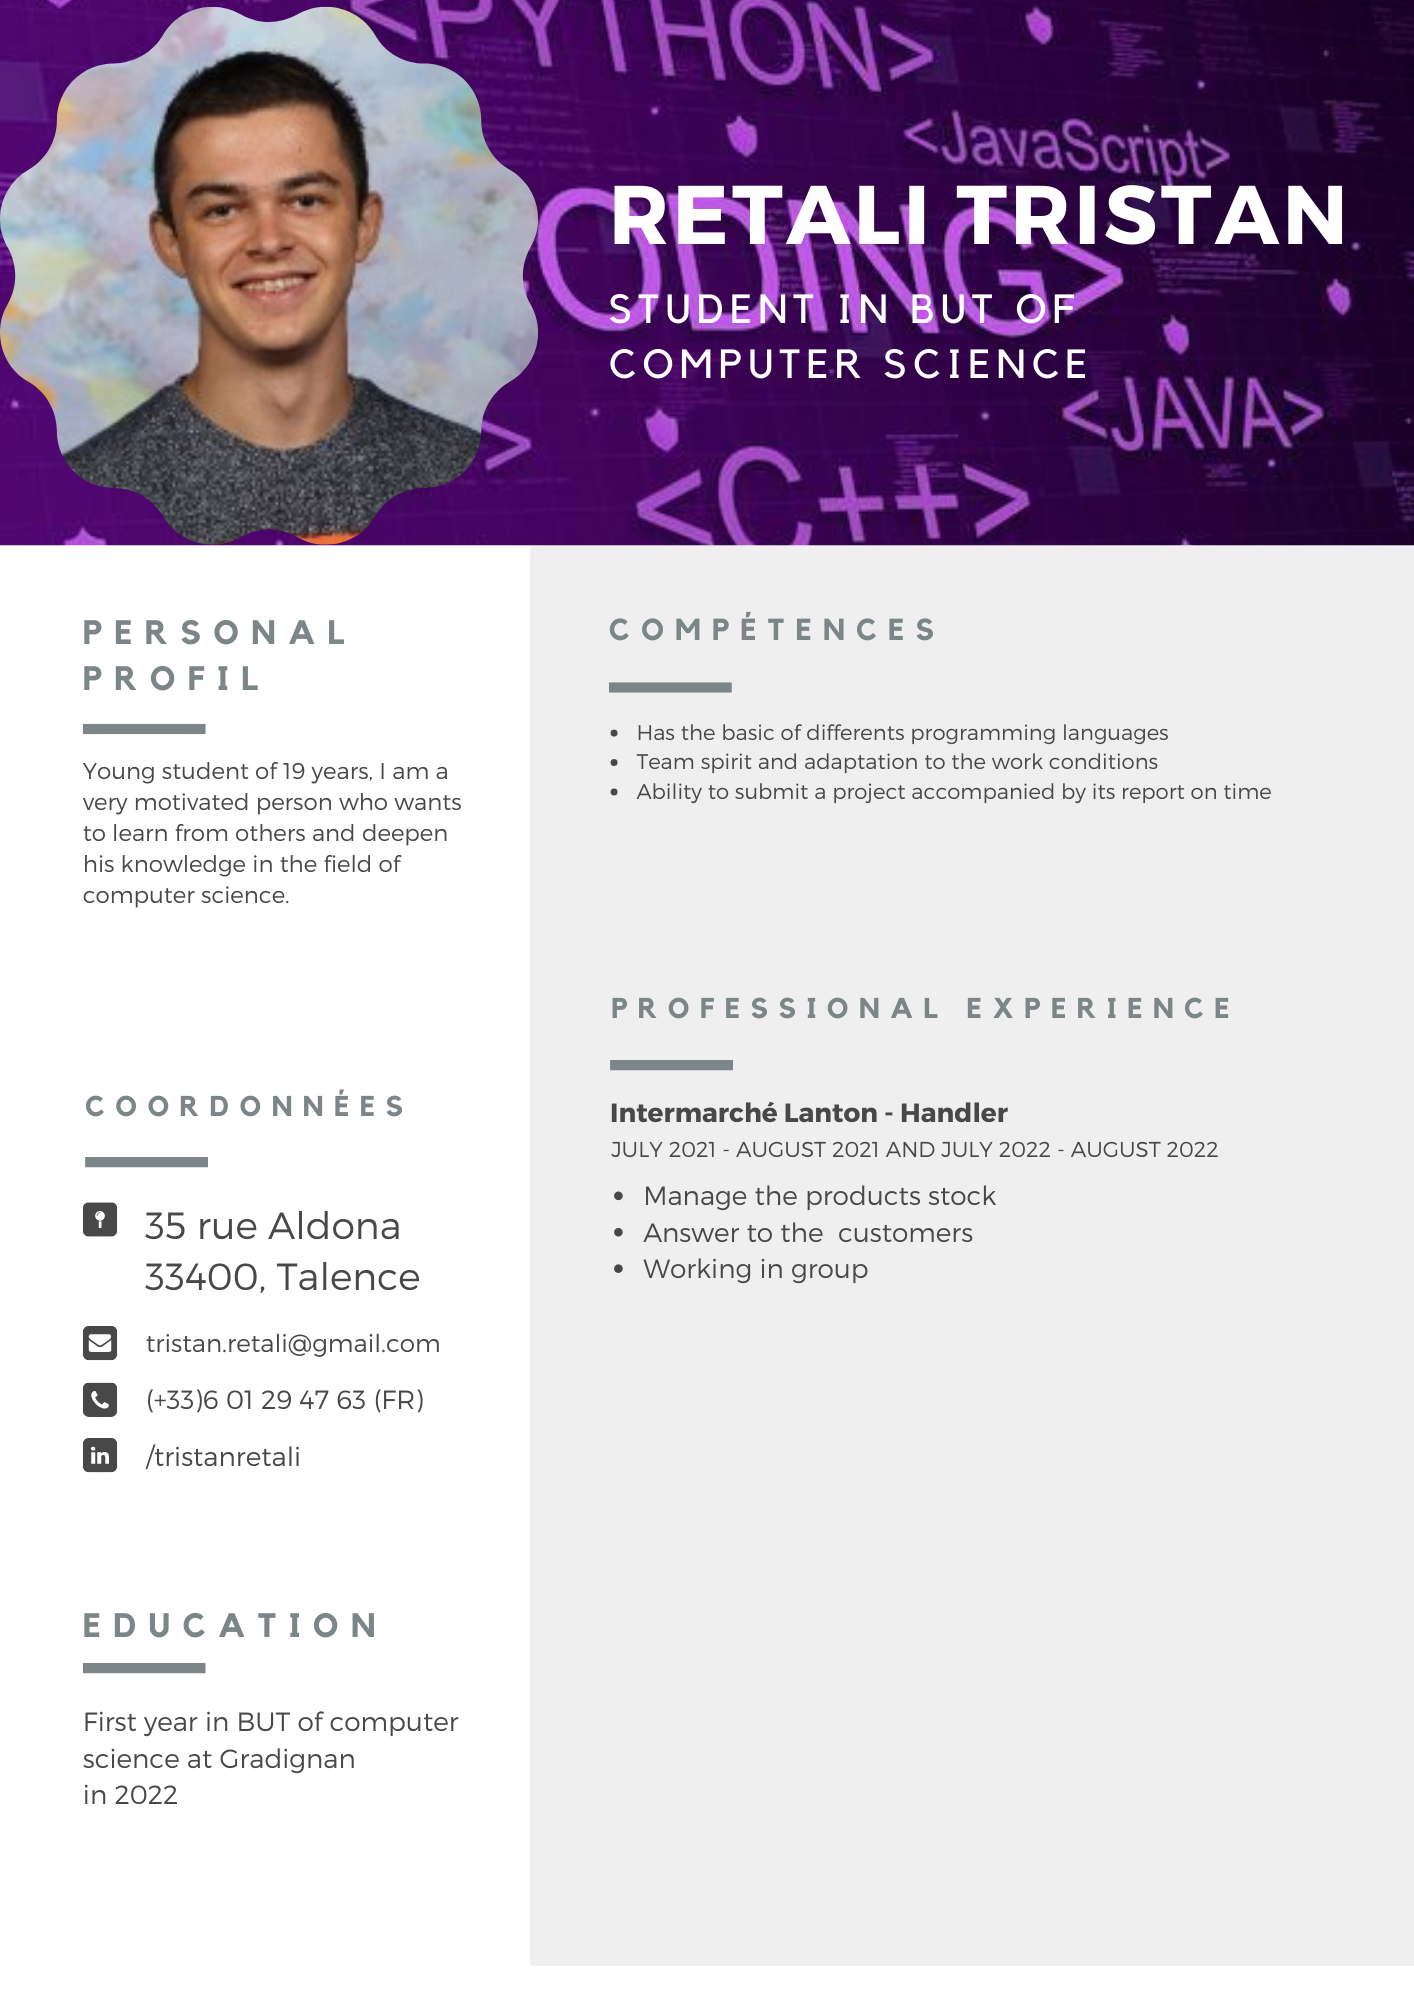 <PYTHON>
<JavaScript>
ODING>
RETALI TRISTAN
STUDENT IN BUT OF
COMPUTER SCIENCE
<JAVA>
>
<C++>
PERSONAL
PROFIL
Young student of 19 years, I am a
very motivated person who wants
to learn from others and deepen
his knowledge in the field of
computer science.
COORDONNÉES
35 rue Aldona
33400, Talence
tristan.retali@gmail.com
(+33)6 01 29 47 63 (FR)
in /tristanretali
EDUCATION
First year in BUT of computer
science at Gradignan
in 2022
COMPÉTENCES
• Has the basic of differents programming languages
• Team spirit and adaptation to the work conditions
• Ability to submit a project accompanied by its report on time
PROFESSIONAL EXPERIENCE
Intermarché Lanton - Handler
JULY 2021 - AUGUST 2021 AND JULY 2022 - AUGUST 2022
• Manage the products stock
• Answer to the  customers
• Working in group